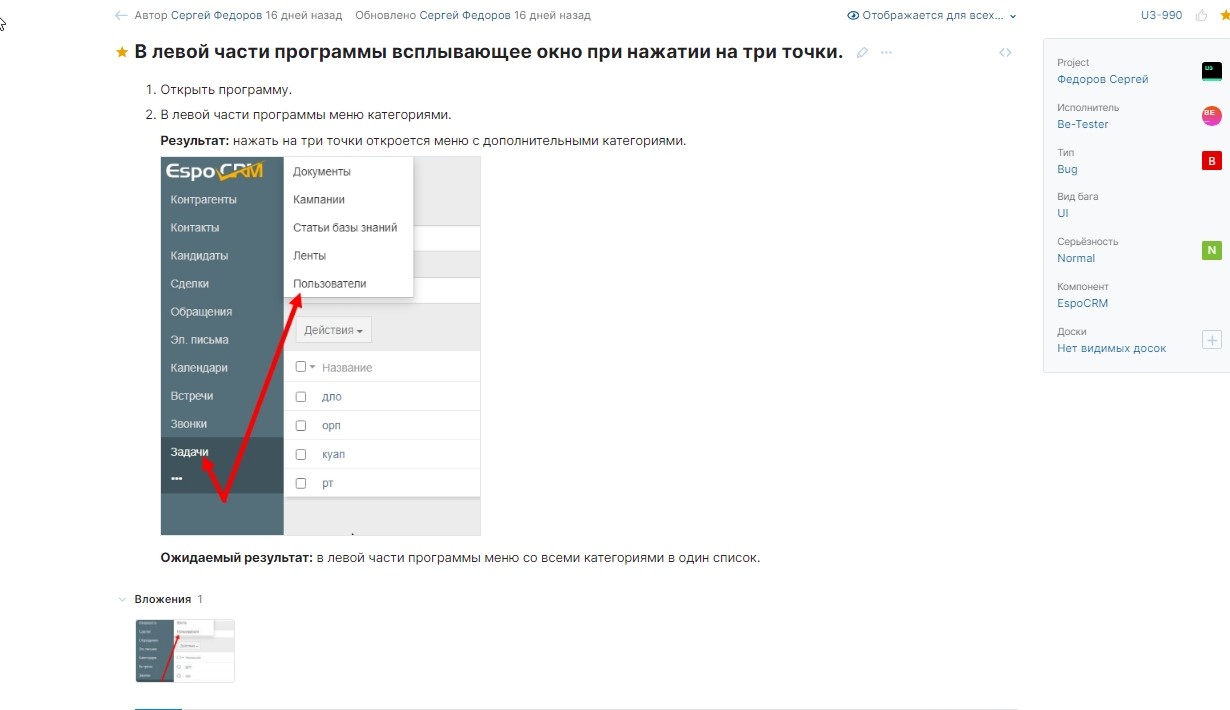 Автор Сергей Федоров 16 дней назад Обновлено Сергей Федоров 16 дней назад
Отображается для всех...
U3-990
В левой части программы всплывающее окно при нажатии на три точки.
1. Открыть программу.
2. В левой части программы меню категориями.
Результат: нажать на три точки откроется меню с дополнительными категориями.
EspoCRM
Контрагенты
Контакты
Кандидаты
Сделки
Обращения
Эл. письма
Календари
Встречи
Звонки
Задачи
•••
Документы
Кампании
Статьи базы знаний
Ленты
Пользователи
Действия
Название
дло
орп
куап
рт
Ожидаемый результат: в левой части программы меню со всеми категориями в один список.
Вложения 1
Project
Федоров Сергей
U3
Исполнитель
Be-Tester
BE
Тип
Bug
B
Вид бага
UI
Серьёзность
Normal
N
Компонент
EspoCRM
Доски
Нет видимых досок